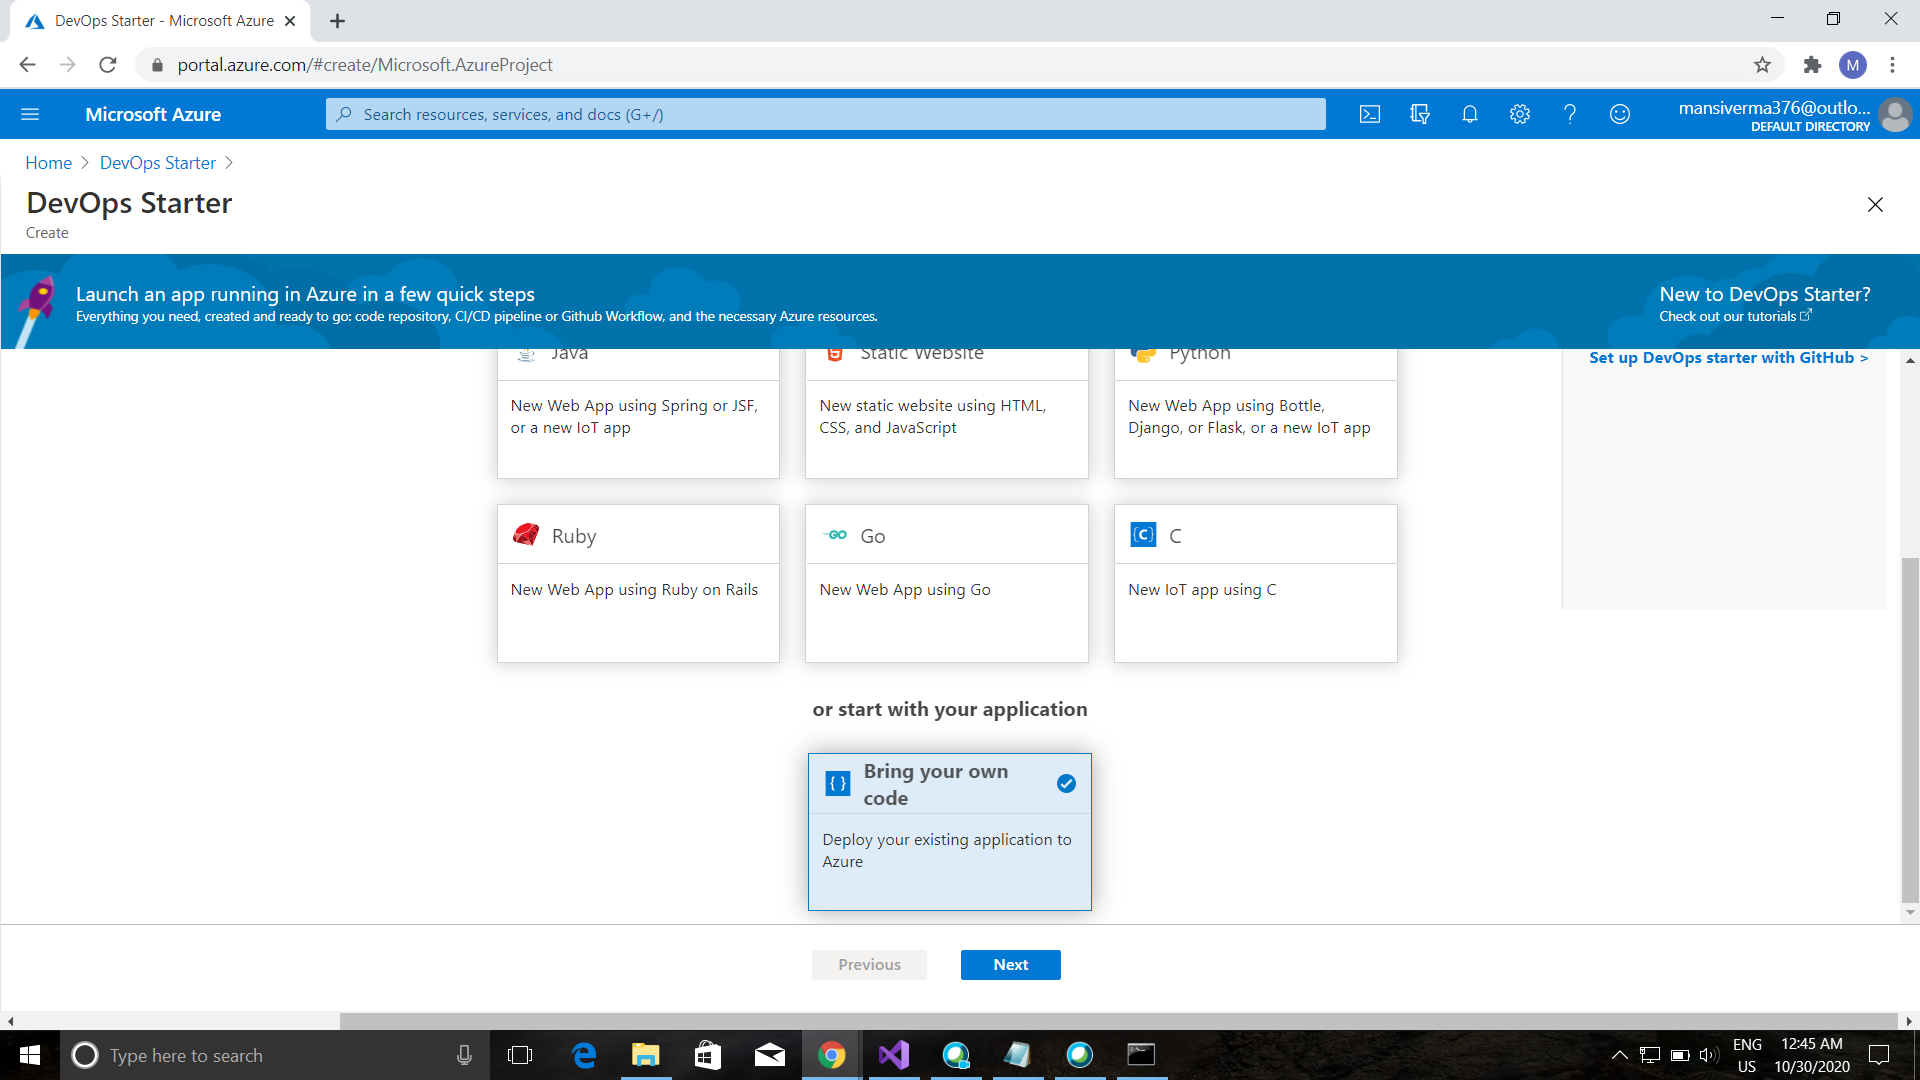 DevOps Starter - Microsoft Azure
portal.azure.com/#create/Microsoft.AzureProject
M
Microsoft Azure
Search resources, services, and docs (G+/)
mansiverma376@outlo...
DEFAULT DIRECTORY
Home > DevOps Starter >
DevOps Starter
Create
Launch an app running in Azure in a few quick steps
Everything you need, created and ready to go: code repository, CI/CD pipeline or Github Workflow, and the necessary Azure resources.
New to DevOps Starter?
Check out our tutorials
Java
New Web App using Spring or JSF,
or a new IoT app
Static Website
New static website using HTML,
CSS, and JavaScript
Python
New Web App using Bottle,
Django, or Flask, or a new IoT app
Set up DevOps starter with GitHub >
Ruby
New Web App using Ruby on Rails
GO
Go
New Web App using Go
{C}
C
New IoT app using C
or start with your application
{ }
Bring your own
code
Deploy your existing application to
Azure
Previous
Next
Type here to search
ENG
US
12:45 AM
10/30/2020